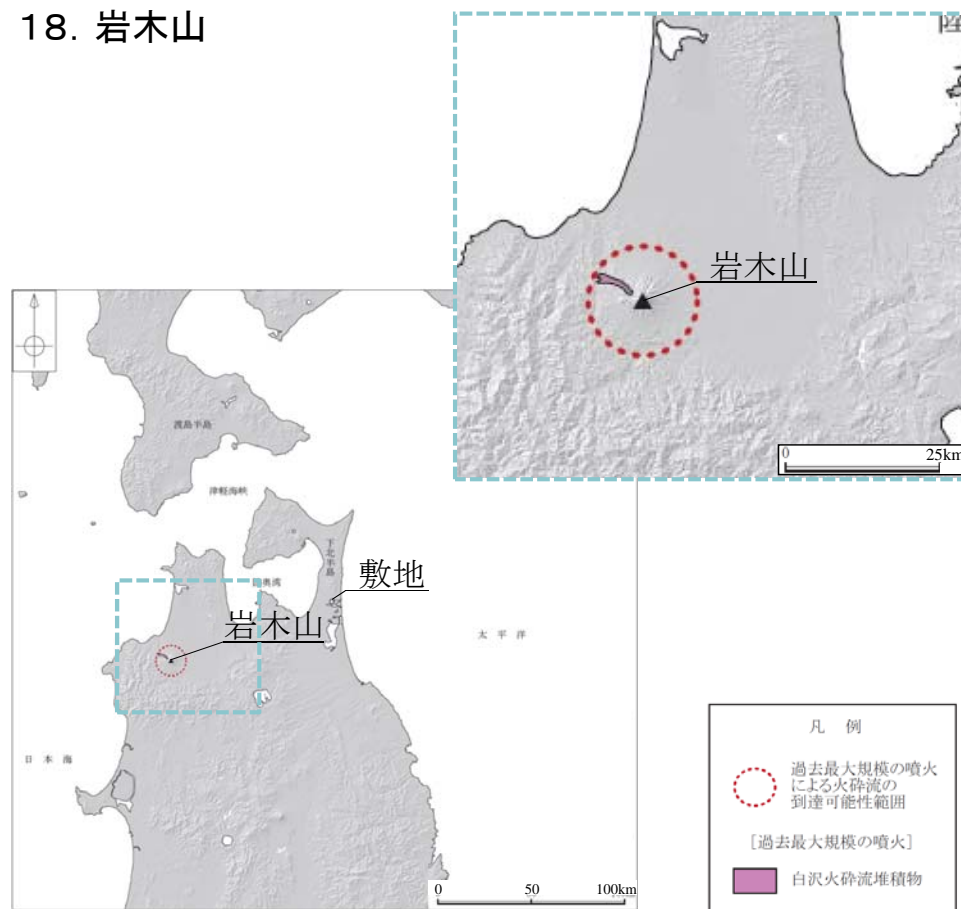 18. 岩木山
陸
岩木山
0 25km
渡島半島
津軽海峡
下北半島
奥湾
敷地
岩木山
太平洋
日本海
0 50 100km
凡 例
過去最大規模の噴火
による火砕流の
到達可能性範囲
[過去最大規模の噴火]
白沢火砕流堆積物